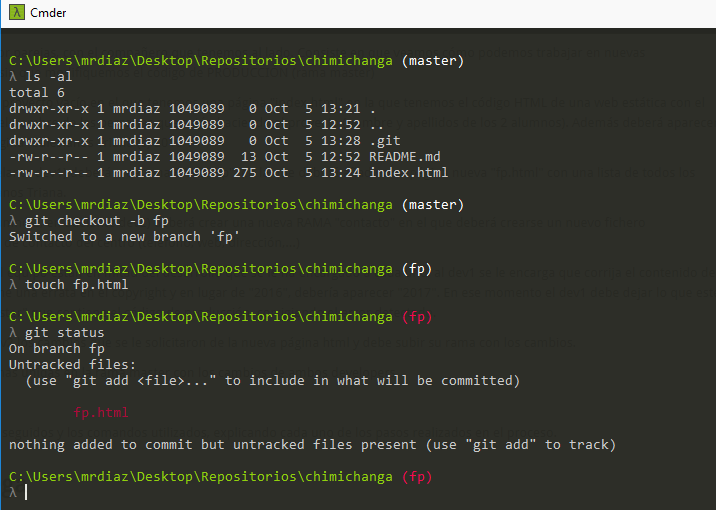 Cmder
C:\Users\mrdiaz\Desktop\Repositorios\chimichanga (master)
λ ls -al
total 6
drwxr-xr-x 1 mrdiaz 1049089   0 Oct  5 13:21 .
drwxr-xr-x 1 mrdiaz 1049089   0 Oct  5 12:52 ..
drwxr-xr-x 1 mrdiaz 1049089   0 Oct  5 13:28 .git
-rw-r--r-- 1 mrdiaz 1049089  13 Oct  5 12:52 README.md
-rw-r--r-- 1 mrdiaz 1049089 275 Oct  5 13:24 index.html
C:\Users\mrdiaz\Desktop\Repositorios\chimichanga (master)
λ git checkout -b fp
Switched to a new branch 'fp'
C:\Users\mrdiaz\Desktop\Repositorios\chimichanga (fp)
λ touch fp.html
C:\Users\mrdiaz\Desktop\Repositorios\chimichanga (fp)
λ git status
On branch fp
Untracked files:
  (use "git add <file>..." to include in what will be committed)
        fp.html
nothing added to commit but untracked files present (use "git add" to track)
C:\Users\mrdiaz\Desktop\Repositorios\chimichanga (fp)
λ